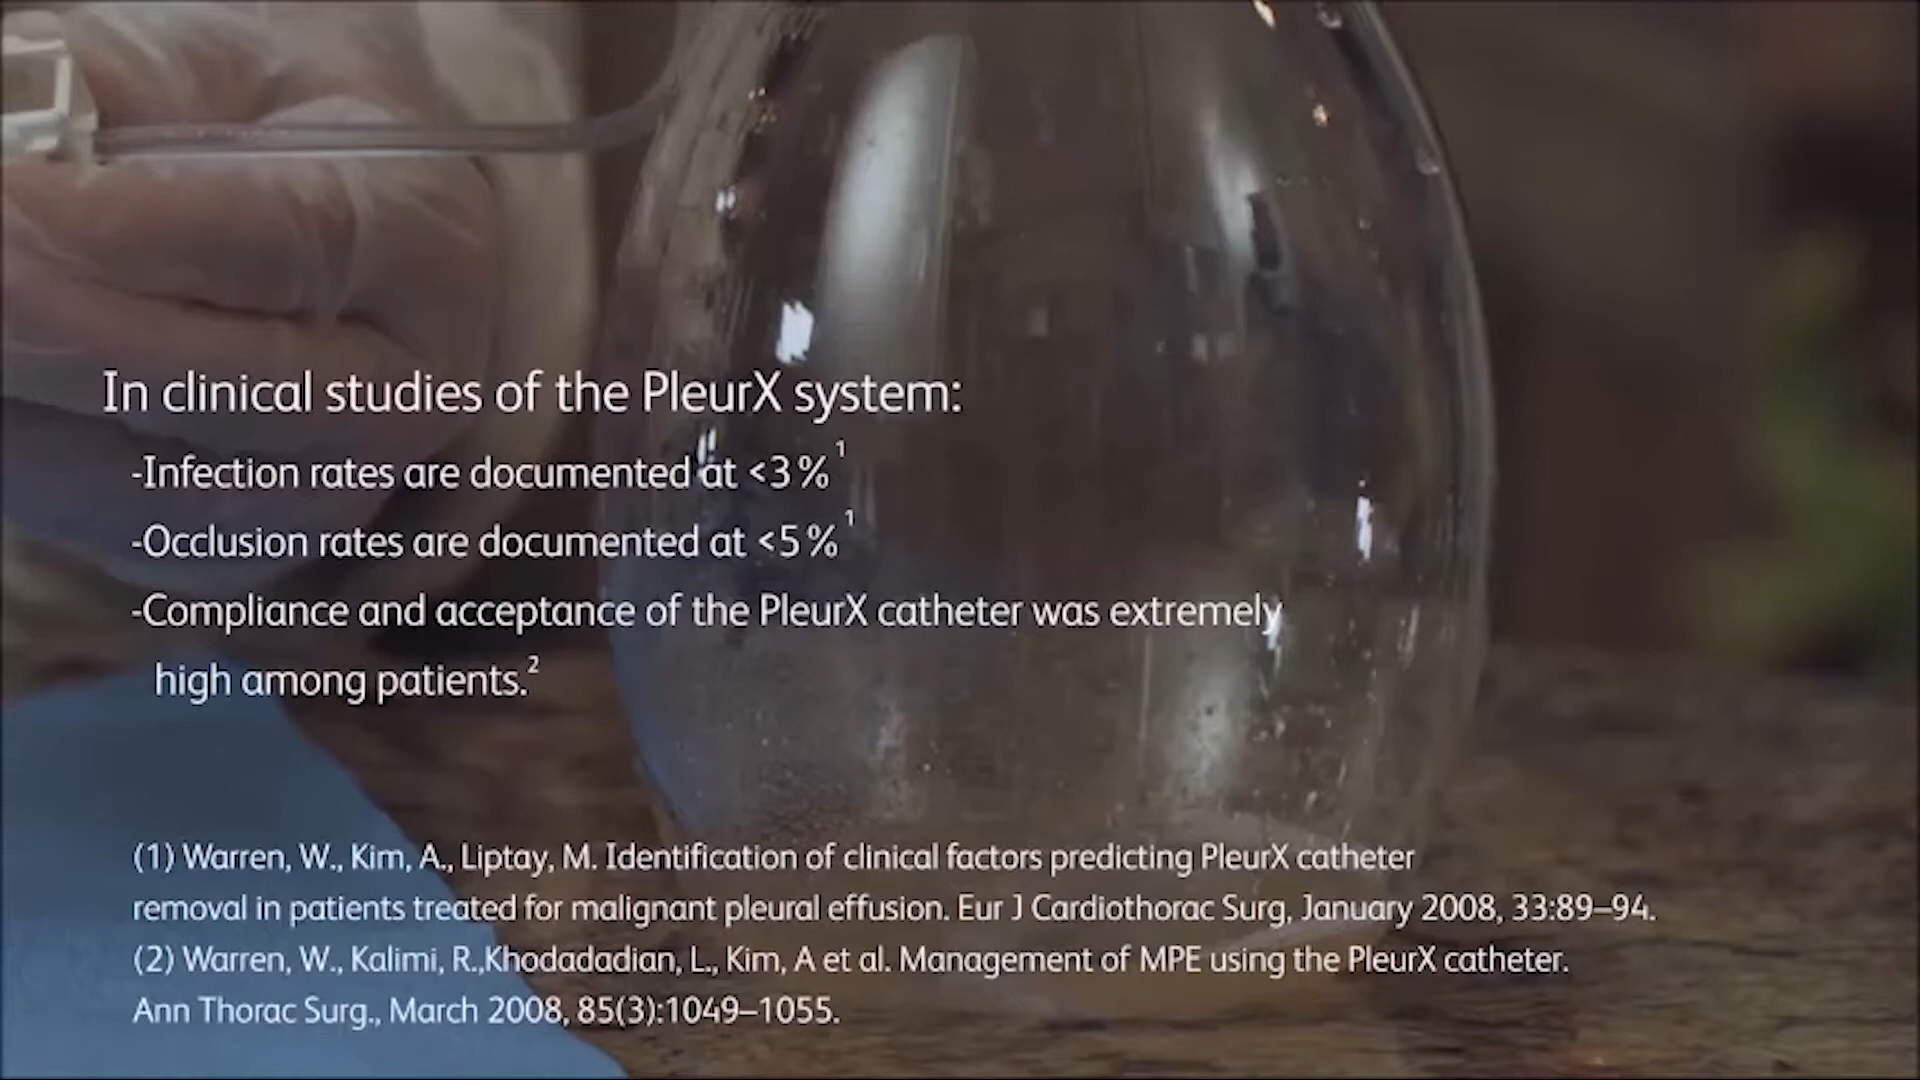 In clinical studies of the PleurX system:
-Infection rates are documented at <3%¹
-Occlusion rates are documented at <5%¹
-Compliance and acceptance of the PleurX catheter was extremely
high among patients.²
(1) Warren, W., Kim, A., Liptay, M. Identification of clinical factors predicting PleurX catheter
removal in patients treated for malignant pleural effusion. Eur J Cardiothorac Surg, January 2008, 33:89–94.
(2) Warren, W., Kalimi, R.,Khodadadian, L., Kim, A et al. Management of MPE using the PleurX catheter.
Ann Thorac Surg., March 2008, 85(3):1049–1055.